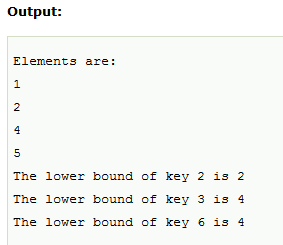 Output:
Elements are:
1
2
4
5
The lower bound of key 2 is 2
The lower bound of key 3 is 4
The lower bound of key 6 is 4